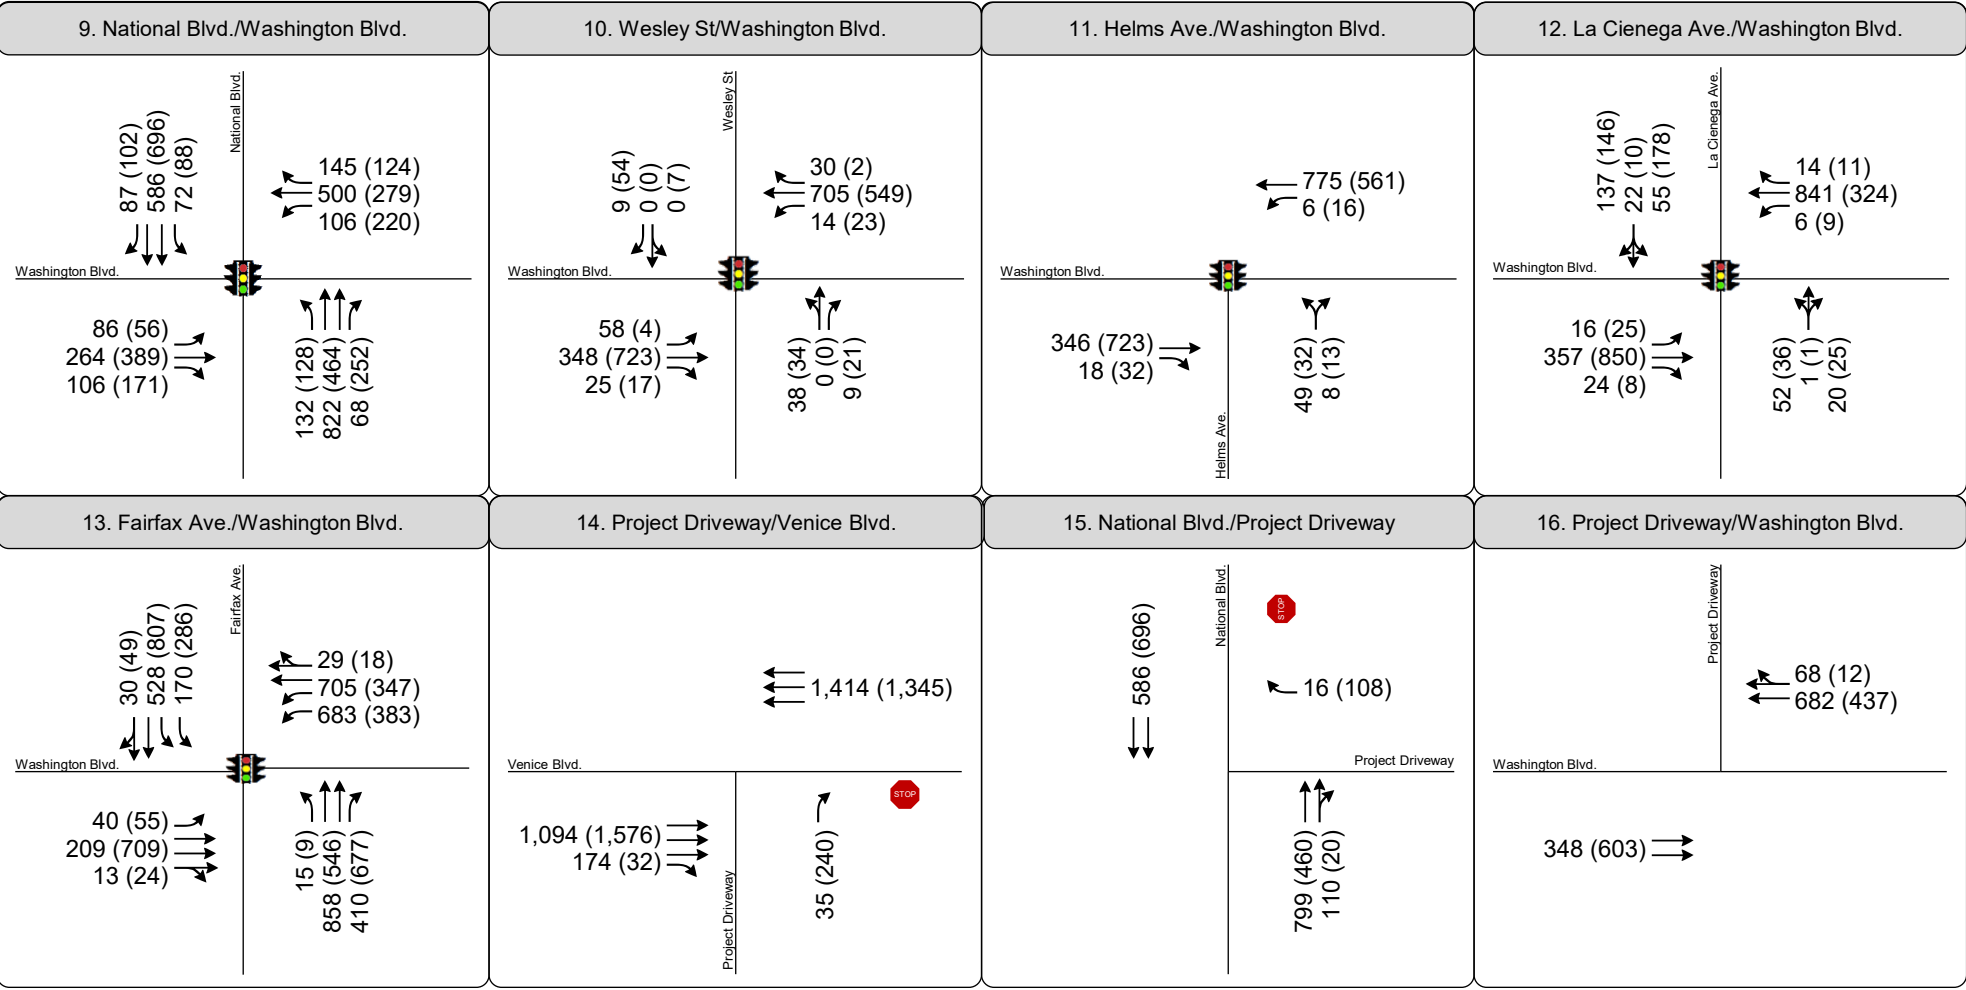 9. National Blvd./Washington Blvd.
National Blvd.
87 (102)
586 (696)
72 (88)
145 (124)
500 (279)
106 (220)
Washington Blvd.
86 (56)
264 (389)
106 (171)
132 (128)
822 (464)
68 (252)
10. Wesley St/Washington Blvd.
Wesley St
9 (54)
0 (0)
0 (7)
30 (2)
705 (549)
14 (23)
Washington Blvd.
58 (4)
348 (723)
25 (17)
38 (34)
0 (0)
9 (21)
11. Helms Ave./Washington Blvd.
775 (561)
6 (16)
Washington Blvd.
346 (723)
18 (32)
49 (32)
8 (13)
Helms Ave.
12. La Cienega Ave./Washington Blvd.
La Cienega Ave.
137 (146)
22 (10)
55 (178)
14 (11)
841 (324)
6 (9)
Washington Blvd.
16 (25)
357 (850)
24 (8)
52 (36)
1 (1)
20 (25)
13. Fairfax Ave./Washington Blvd.
Fairfax Ave.
30 (49)
528 (807)
170 (286)
29 (18)
705 (347)
683 (383)
Washington Blvd.
40 (55)
209 (709)
13 (24)
15 (9)
858 (546)
410 (677)
14. Project Driveway/Venice Blvd.
1,414 (1,345)
Venice Blvd.
STOP
1,094 (1,576)
174 (32)
35 (240)
Project Driveway
15. National Blvd./Project Driveway
National Blvd.
STOP
586 (696)
16 (108)
Project Driveway
799 (460)
110 (20)
16. Project Driveway/Washington Blvd.
Project Driveway
68 (12)
682 (437)
Washington Blvd.
348 (603)